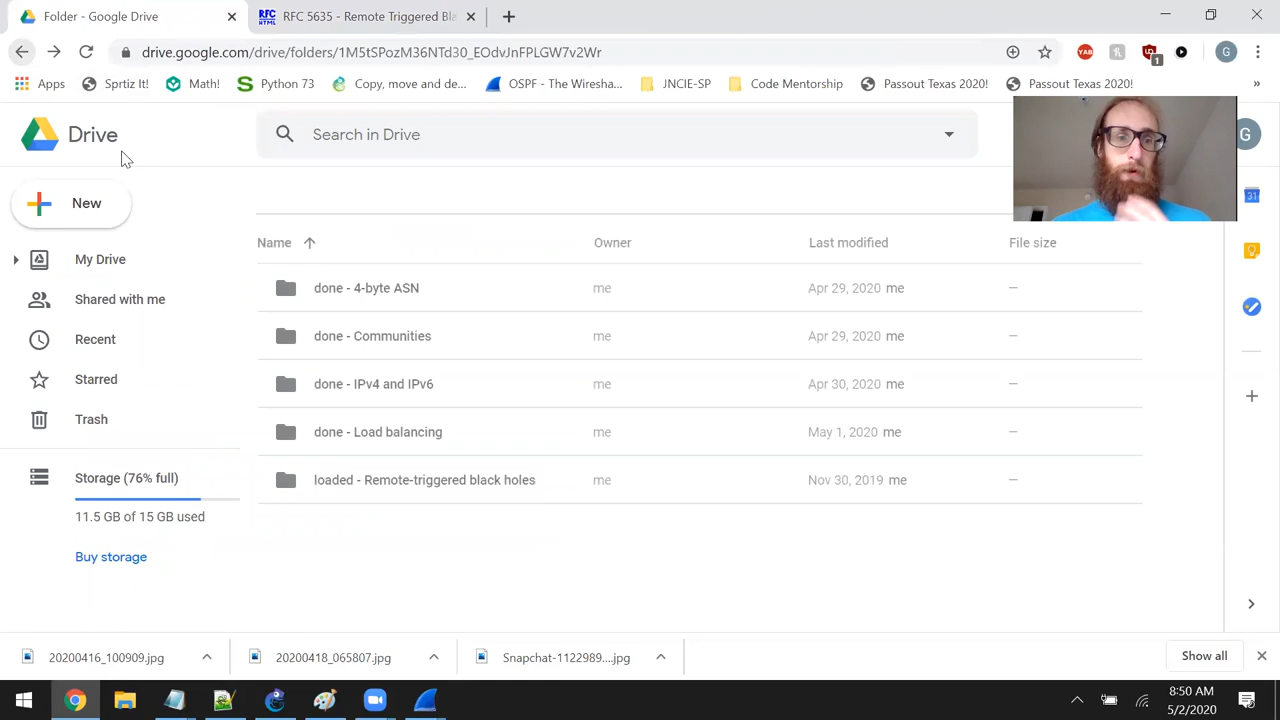 Folder - Google Drive
RFC HTML
RFC 5635 - Remote Triggered Bla
drive.google.com/drive/folders/1M5tSPozM36NTd30_EOdvJnFPLGW7v2Wr
YAB
1
G
Apps
Sprtiz It!
Math!
Python 73
Copy, move and de...
OSPF - The Wiresha...
JNCIE-SP
Code Mentorship
Passout Texas 2020!
Passout Texas 2020!
»
Drive
Search in Drive
G
New
31
My Drive
Shared with me
Recent
Starred
Trash
Storage (76% full)
11.5 GB of 15 GB used
Buy storage
Name Owner Last modified File size
done - 4-byte ASN me Apr 29, 2020 me —
done - Communities me Apr 29, 2020 me —
done - IPv4 and IPv6 me Apr 30, 2020 me —
done - Load balancing me May 1, 2020 me —
loaded - Remote-triggered black holes me Nov 30, 2019 me —
20200416_100909.jpg
20200418_065807.jpg
Snapchat-1122989....jpg
Show all
8:50 AM
5/2/2020